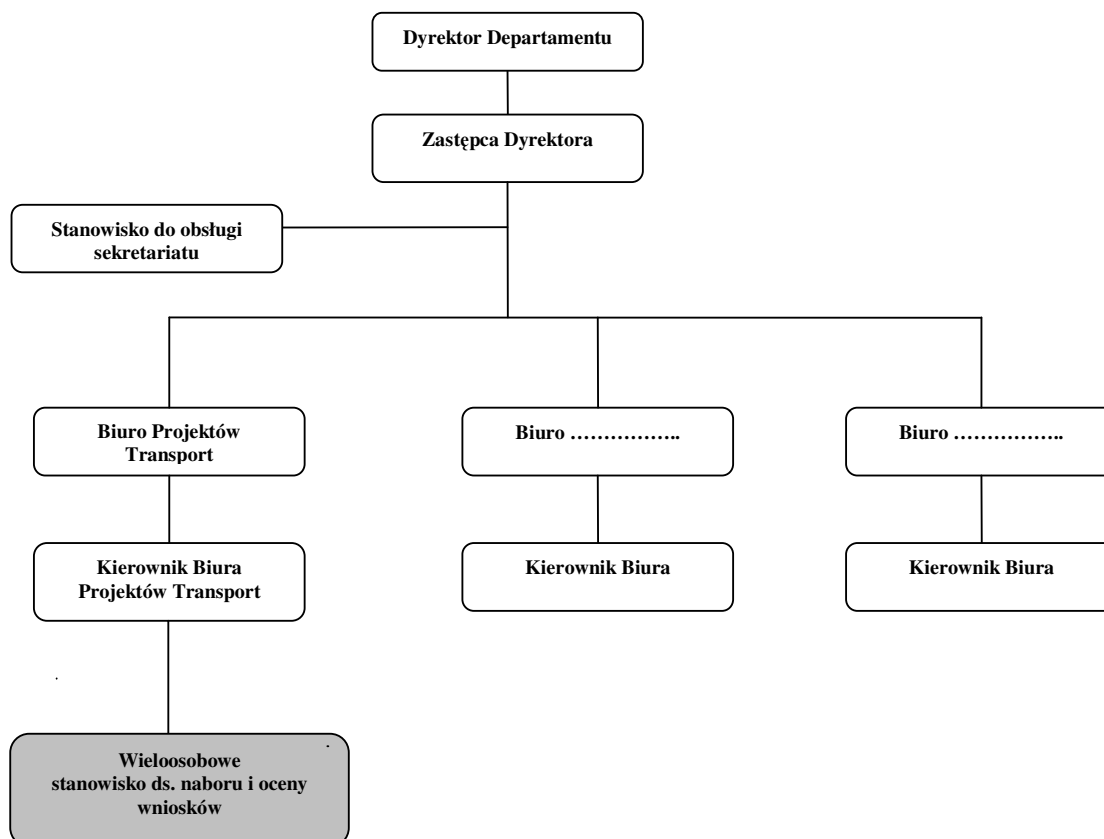 Dyrektor Departamentu
Zastępca Dyrektora
Stanowisko do obsługi
sekretariatu
Biuro Projektów
Transport
Biuro ……………..
Biuro ……………..
Kierownik Biura
Projektów Transport
Kierownik Biura
Kierownik Biura
Wieloosobowe
stanowisko ds. naboru i oceny
wniosków